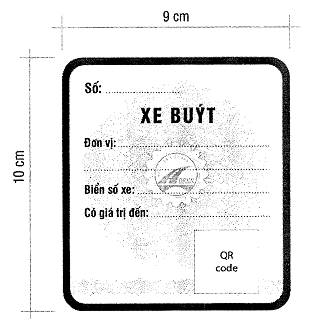 9 cm
10 cm
Số: ....................
XE BUÝT
Đơn vị: ....................
Biển số xe: ....................
Có giá trị đến: ....................
QR
code